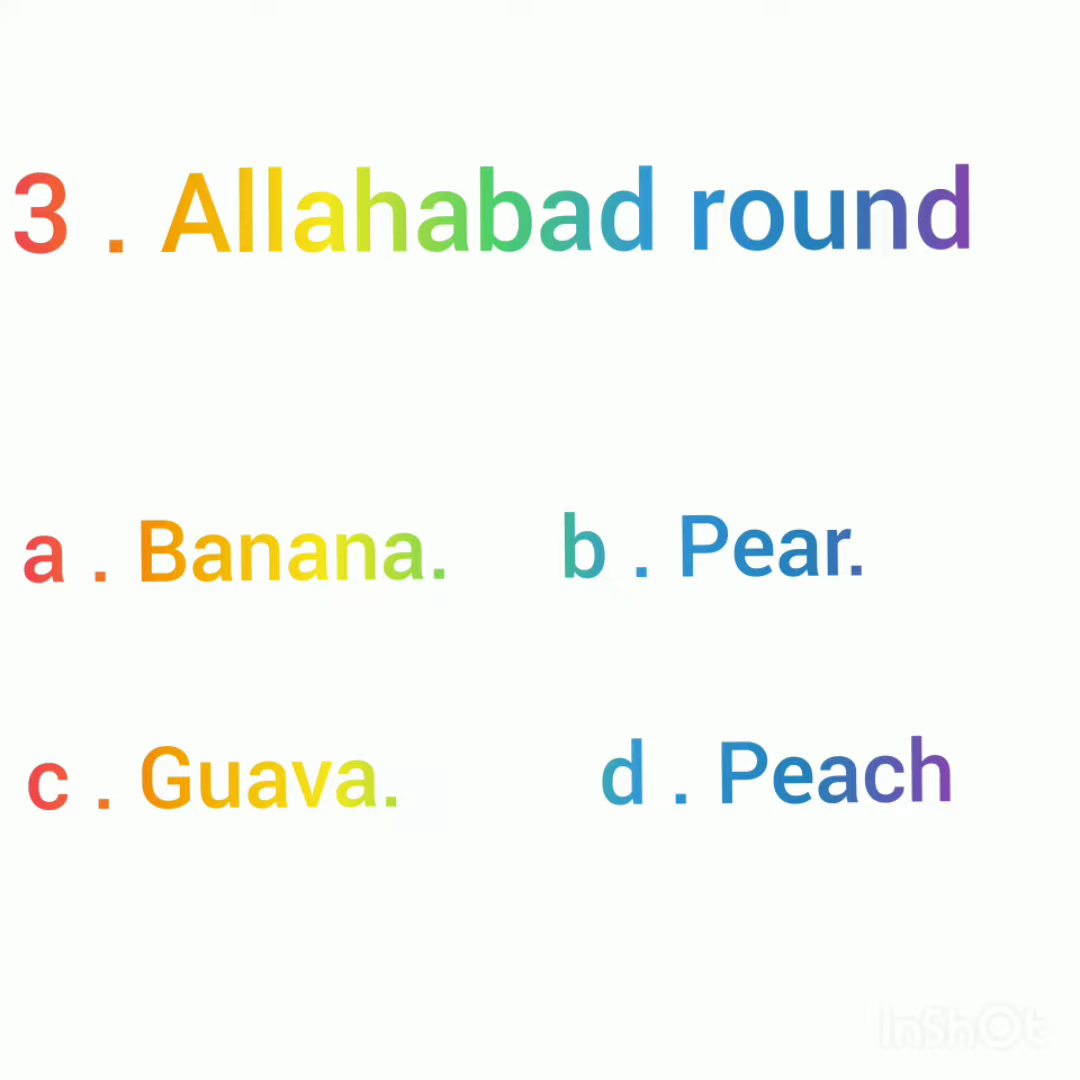 3 . Allahabad round
a . Banana. b . Pear.
c . Guava. d . Peach
InShOt